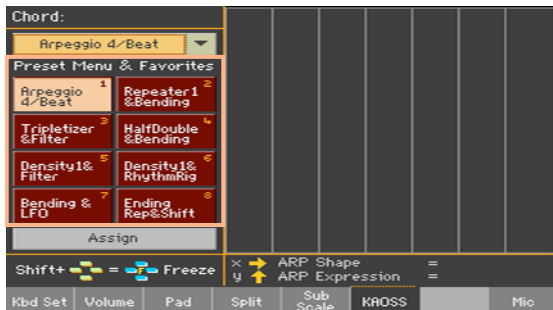 Chord:
Arpeggio 4/Beat
Preset Menu & Favorites
Arpeggio 4/Beat 1
Repeater1 &Bending 2
Tripletizer &Filter 3
HalfDouble &Bending 4
Density1& Filter 5
Density1& RhythmRig 6
Bending & LFO 7
Ending Rep&Shift 8
Assign
Shift+ = F Freeze
x ARP Shape =
y ARP Expression =
Kbd Set Volume Pad Split Sub Scale KAOSS Mic